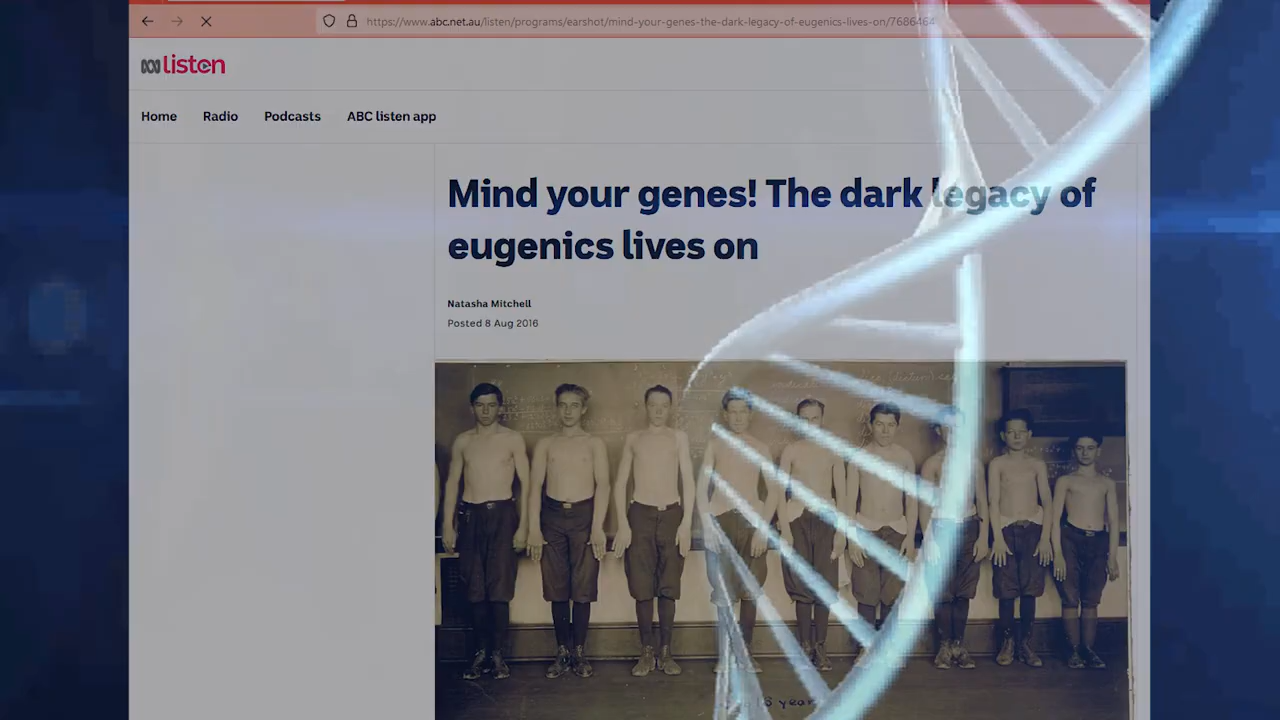 https://www.abc.net.au/listen/programs/earshot/mind-your-genes-the-dark-legacy-of-eugenics-lives-on/7686464
listen
Home Radio Podcasts ABC listen app
Mind your genes! The dark legacy of
eugenics lives on
Natasha Mitchell
Posted 8 Aug 2016